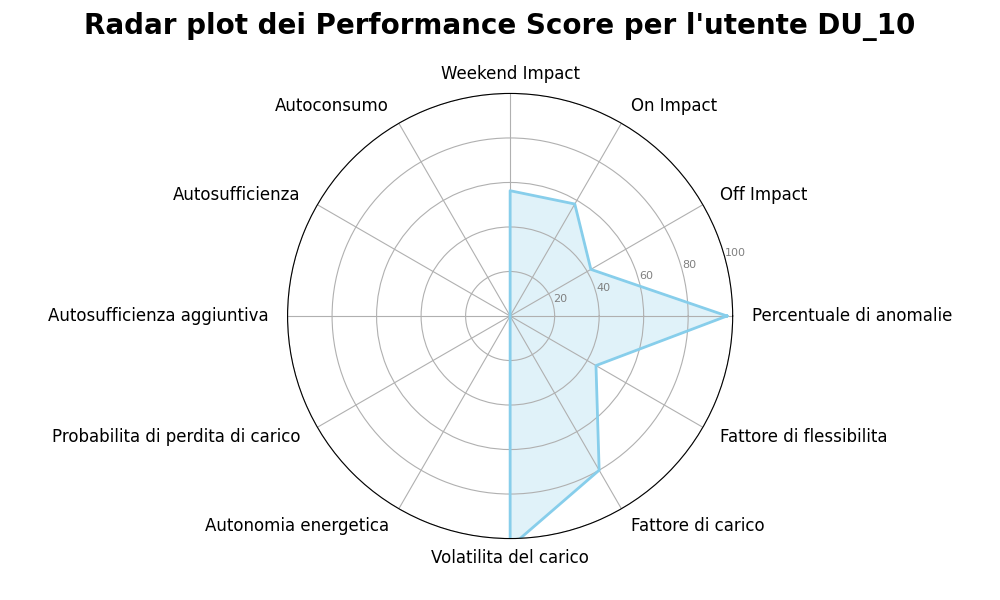 Radar plot dei Performance Score per l'utente DU_10
Weekend Impact
Autoconsumo
On Impact
Autosufficienza
Off Impact
100
80
60
40
20
Autosufficienza aggiuntiva
Percentuale di anomalie
Probabilita di perdita di carico
Fattore di flessibilita
Autonomia energetica
Fattore di carico
Volatilita del carico